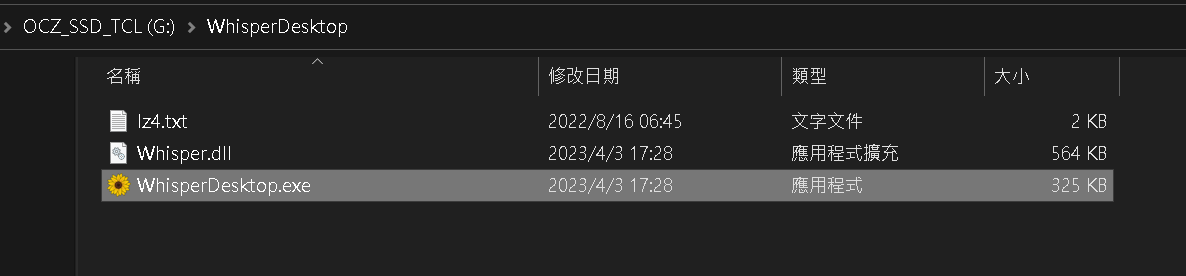 OCZ_SSD_TCL (G:) WhisperDesktop
名稱 修改日期 類型 大小
lz4.txt 2022/8/16 06:45 文字文件 2 KB
Whisper.dll 2023/4/3 17:28 應用程式擴充 564 KB
WhisperDesktop.exe 2023/4/3 17:28 應用程式 325 KB